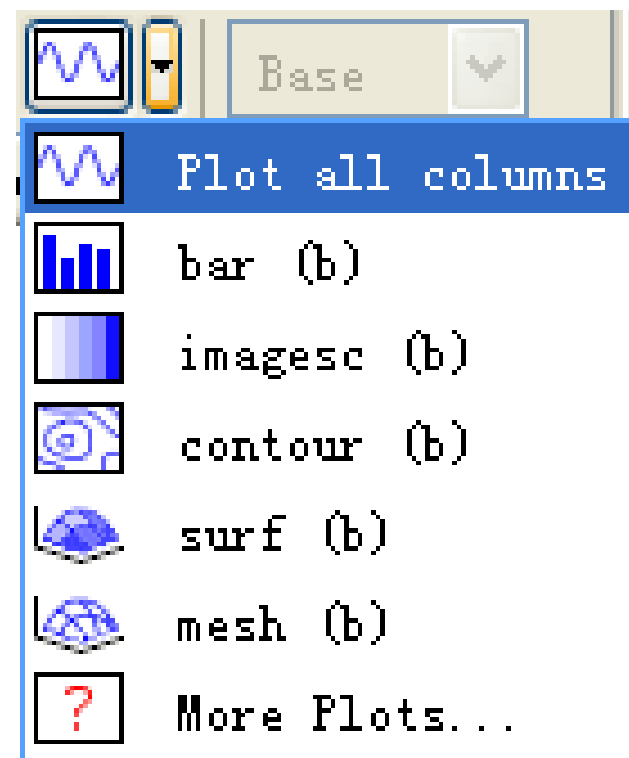 Base
Plot all columns
bar (b)
imagesc (b)
contour (b)
surf (b)
mesh (b)
? More Plots...